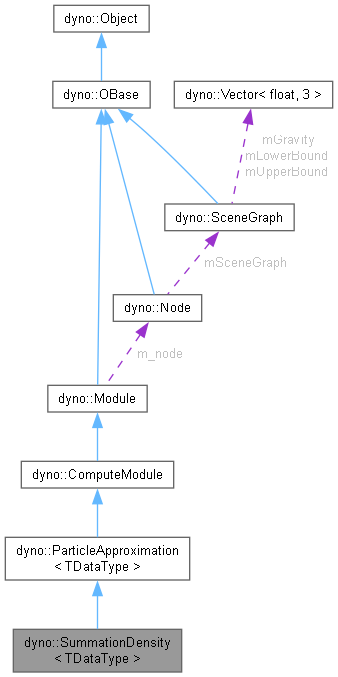 dyno::Object
dyno::OBase
dyno::Vector< float, 3 >
mGravity
mLowerBound
mUpperBound
dyno::SceneGraph
mSceneGraph
dyno::Node
m_node
dyno::Module
dyno::ComputeModule
dyno::ParticleApproximation
< TDataType >
dyno::SummationDensity
< TDataType >